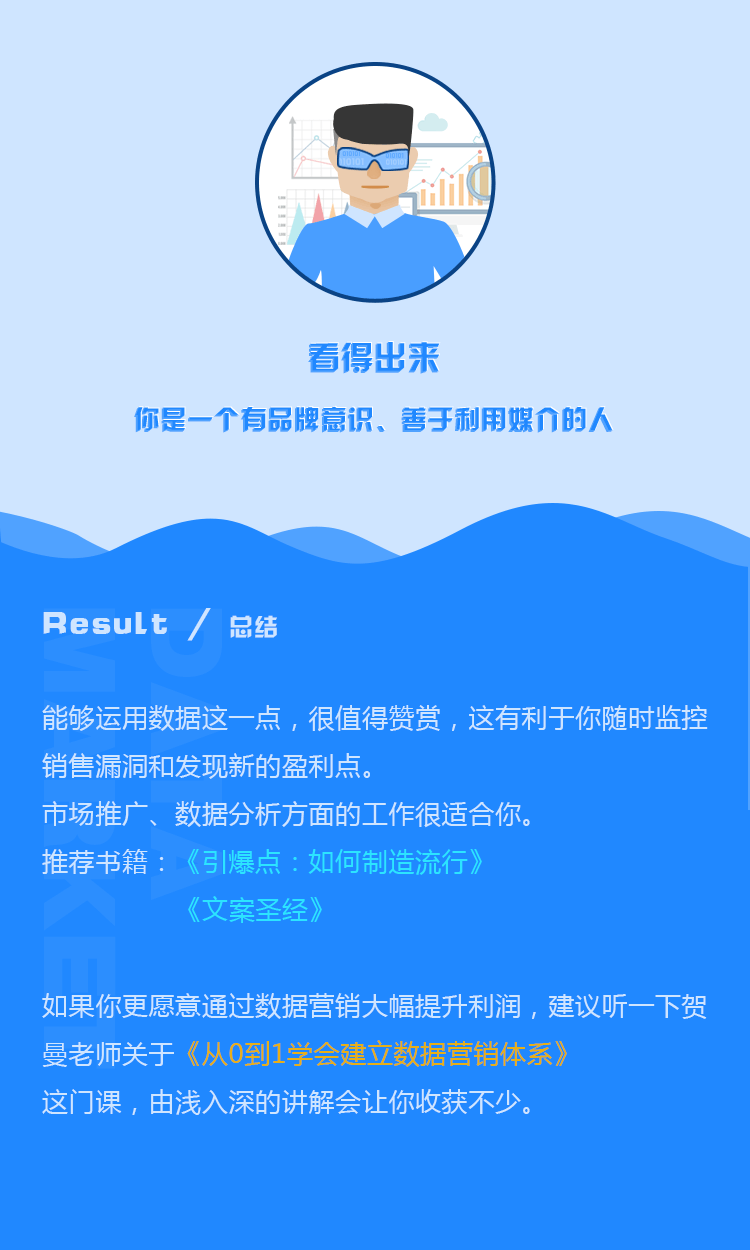 看得出来
你是一个有品牌意识、善于利用媒介的人
Result / 总结
DATA
MARKET
能够运用数据这一点，很值得赞赏，这有利于你随时监控
销售漏洞和发现新的盈利点。
市场推广、数据分析方面的工作很适合你。
推荐书籍：《引爆点：如何制造流行》
《文案圣经》
如果你更愿意通过数据营销大幅提升利润，建议听一下贺
曼老师关于《从0到1学会建立数据营销体系》
这门课，由浅入深的讲解会让你收获不少。